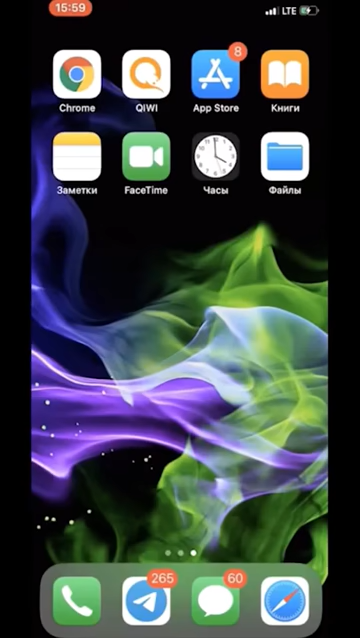 15:59
LTE
8
Chrome
QIWI
App Store
Книги
Заметки
FaceTime
Часы
Файлы
265
60